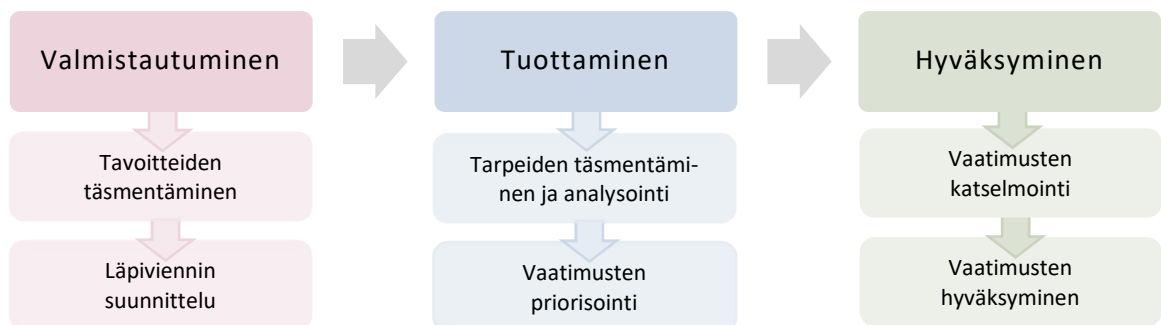 Valmistautuminen
Tuottaminen
Hyväksyminen
Tavoitteiden
täsmentäminen
Tarpeiden täsmentämi-
nen ja analysointi
Vaatimusten
katselmointi
Läpiviennin
suunnittelu
Vaatimusten
priorisointi
Vaatimusten
hyväksyminen